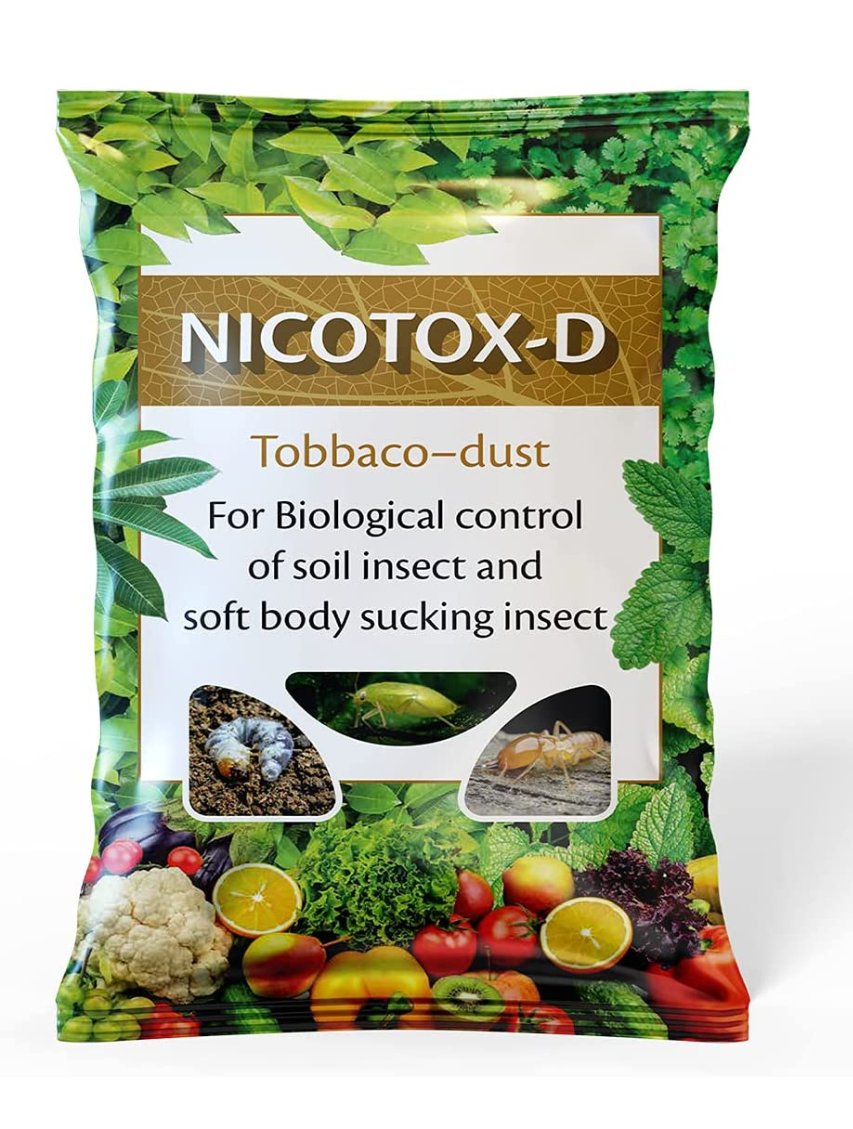 NICOTOX-D
Tobbaco–dust
For Biological control
of soil insect and
soft body sucking insect